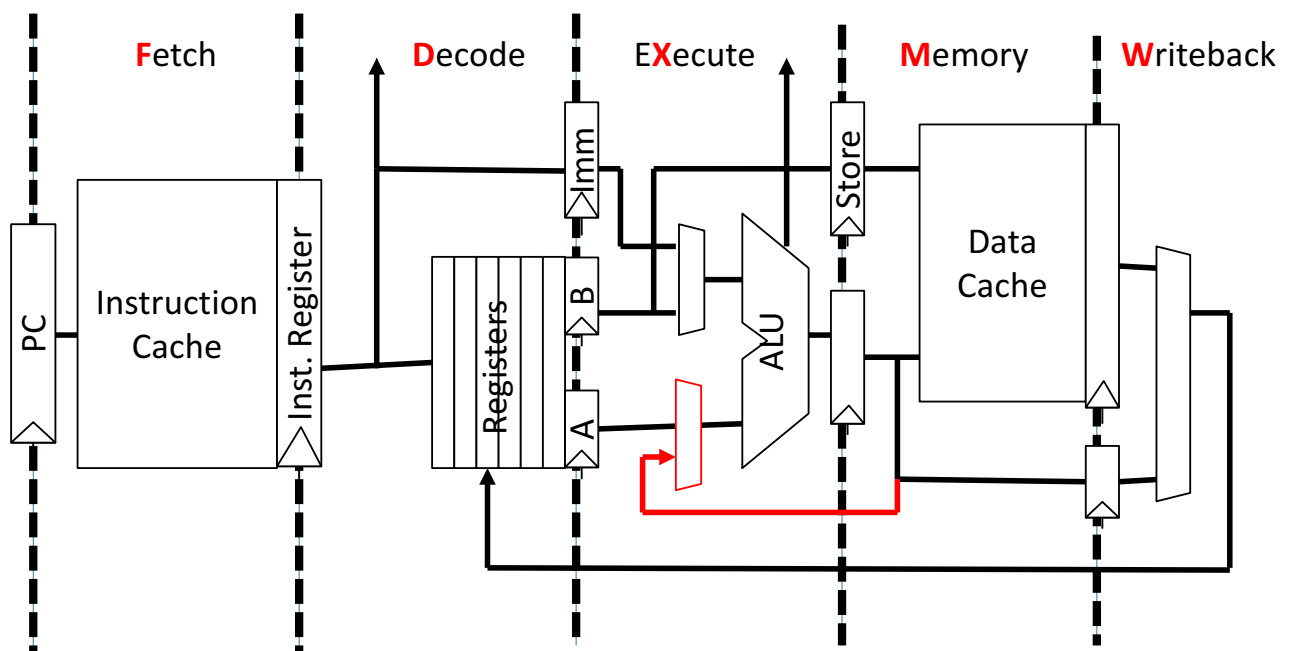 Fetch
Decode
EXecute
Memory
Writeback
PC
Instruction
Cache
Inst. Register
Registers
Imm
B
A
ALU
Store
Data
Cache